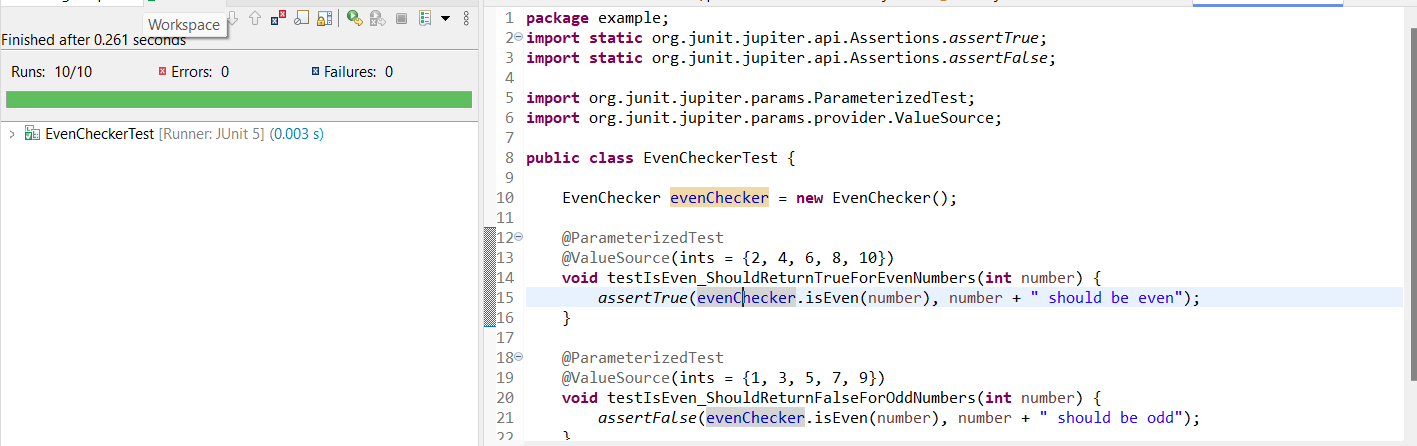 Workspace
Finished after 0.261 seconds
Runs: 10/10 Errors: 0 Failures: 0
EvenCheckerTest [Runner: JUnit 5] (0.003 s)
1 package example;
2 import static org.junit.jupiter.api.Assertions.assertTrue;
3 import static org.junit.jupiter.api.Assertions.assertFalse;
4
5 import org.junit.jupiter.params.ParameterizedTest;
6 import org.junit.jupiter.params.provider.ValueSource;
7
8 public class EvenCheckerTest {
9
10 EvenChecker evenChecker = new EvenChecker();
11
12 @ParameterizedTest
13 @ValueSource(ints = {2, 4, 6, 8, 10})
14 void testIsEven_ShouldReturnTrueForEvenNumbers(int number) {
15 assertTrue(evenChecker.isEven(number), number + " should be even");
16 }
17
18 @ParameterizedTest
19 @ValueSource(ints = {1, 3, 5, 7, 9})
20 void testIsEven_ShouldReturnFalseForOddNumbers(int number) {
21 assertFalse(evenChecker.isEven(number), number + " should be odd");
22 }